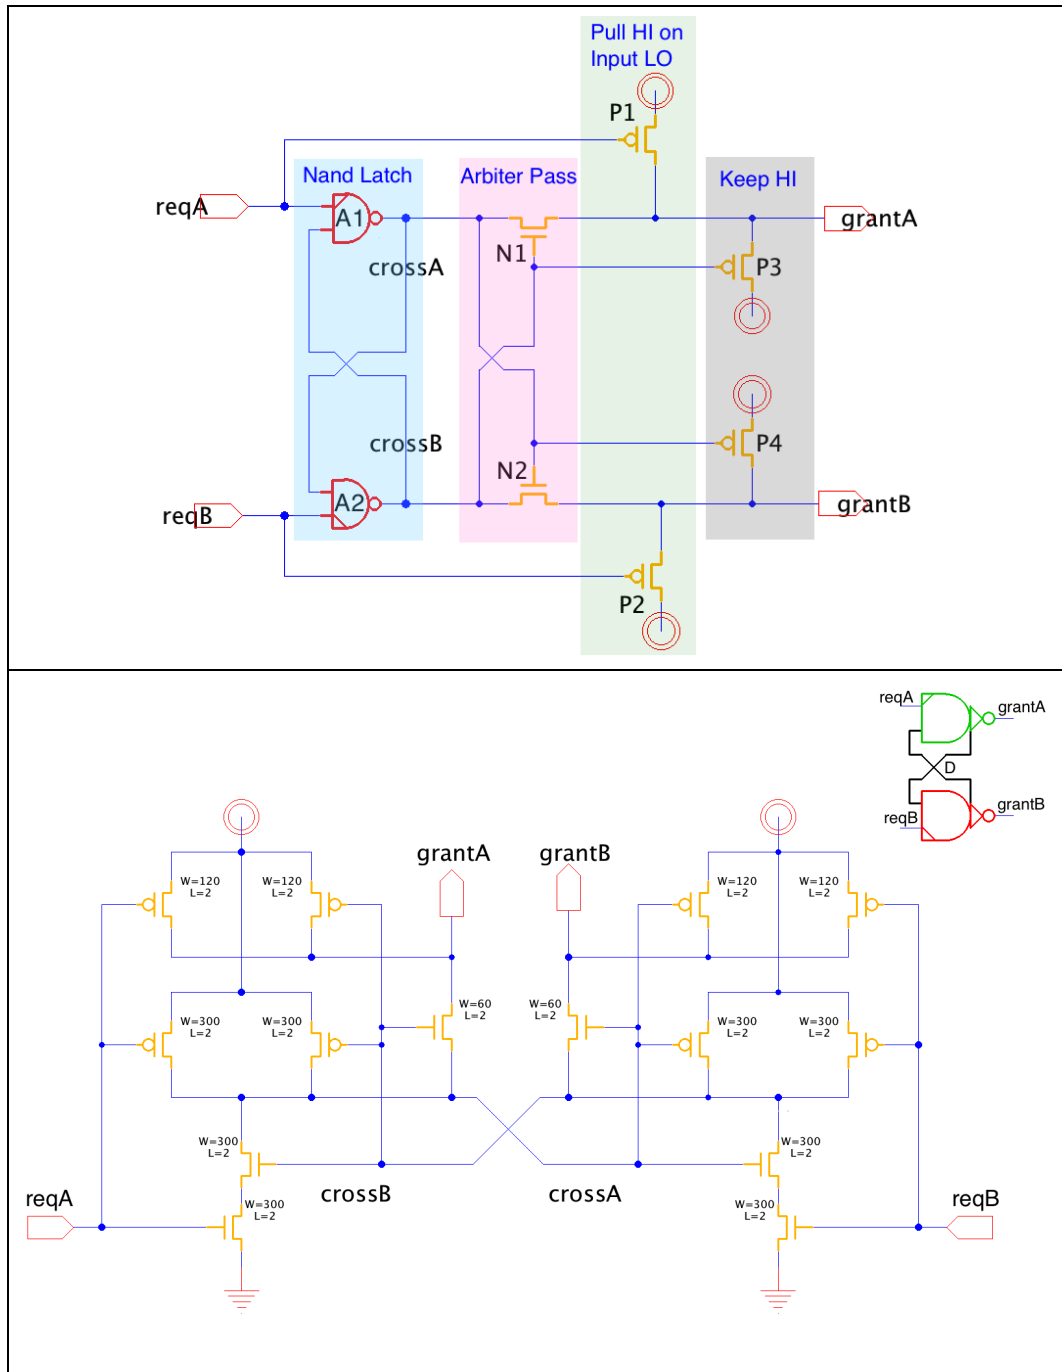 Pull HI on
Input LO
P1
Nand Latch
Arbiter Pass
Keep HI
reqA
A1
grantA
N1
crossA
P3
crossB
P4
N2
A2
reqB
grantB
P2
reqA
grantA
D
reqB
grantB
grantA
grantB
W=120
L=2
W=120
L=2
W=120
L=2
W=120
L=2
W=60
L=2
W=60
L=2
W=300
L=2
W=300
L=2
W=300
L=2
W=300
L=2
W=300
L=2
W=300
L=2
crossB
crossA
reqA
W=300
L=2
W=300
L=2
reqB